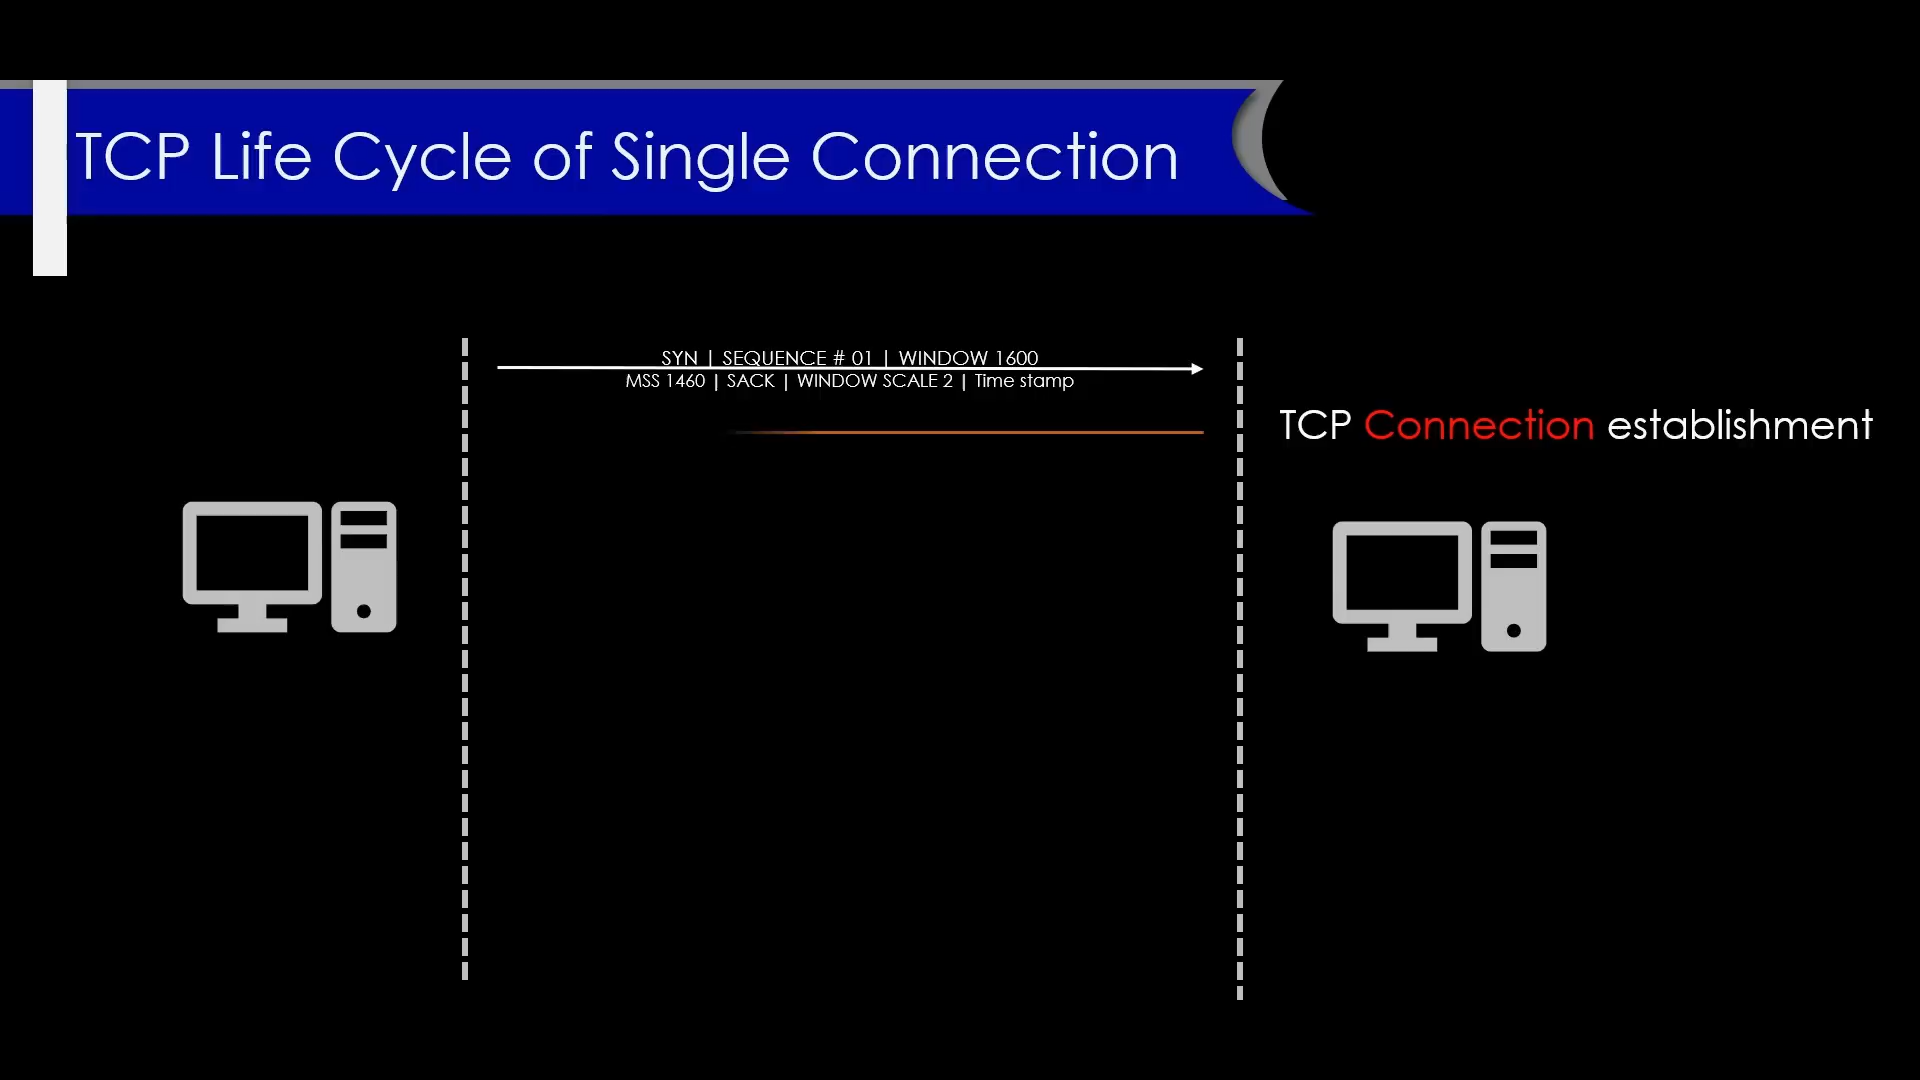 TCP Life Cycle of Single Connection
SYN | SEQUENCE # 01 | WINDOW 1600
MSS 1460 | SACK | WINDOW SCALE 2 | Time stamp
TCP Connection establishment